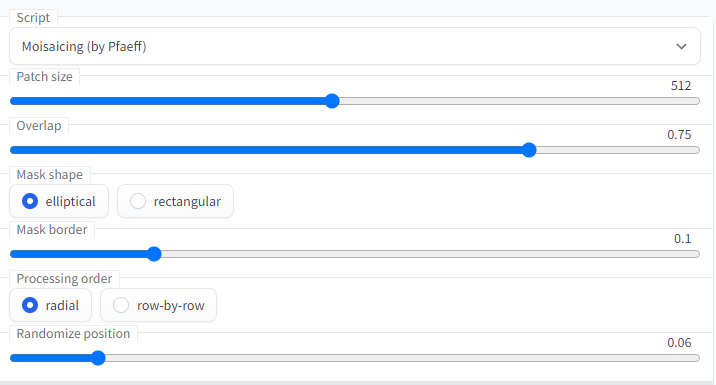 Script
Moisaicing (by Pfaeff)
Patch size
512
Overlap
0.75
Mask shape
elliptical rectangular
Mask border
0.1
Processing order
radial row-by-row
Randomize position
0.06